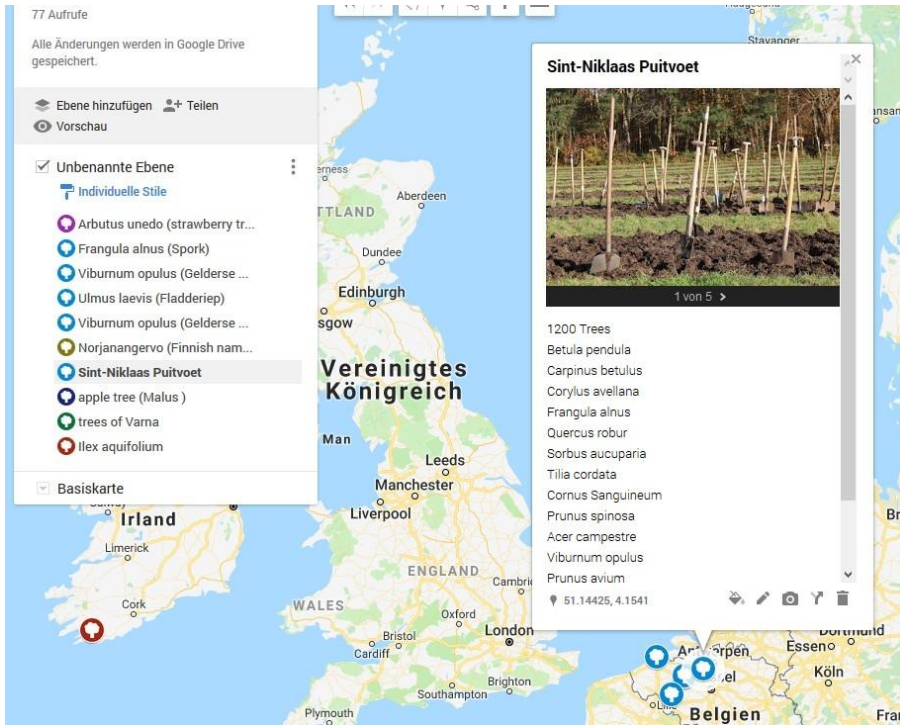 77 Aufrufe
Alle Änderungen werden in Google Drive
gespeichert.
Ebene hinzufügen
Teilen
Vorschau
Unbenannte Ebene
Individuelle Stile
Arbutus unedo (strawberry tr...
Frangula alnus (Spork)
Viburnum opulus (Gelderse ...
Ulmus laevis (Fladderiep)
Viburnum opulus (Gelderse ...
Norjanangervo (Finnish nam...
Sint-Niklaas Puitvoet
apple tree (Malus )
trees of Varna
Ilex aquifolium
Basiskarte
Sint-Niklaas Puitvoet
1 von 5
1200 Trees
Betula pendula
Carpinus betulus
Corylus avellana
Frangula alnus
Quercus robur
Sorbus aucuparia
Tilia cordata
Cornus Sanguineum
Prunus spinosa
Acer campestre
Viburnum opulus
Prunus avium
51.14425, 4.1541
Stavanger
Aberdeen
Dundee
Edinburgh
sgow
Vereinigtes
Königreich
Man
Leeds
Manchester
Liverpool
Irland
Limerick
Cork
ENGLAND
WALES
Oxford
London
Bristol
Cardiff
Brighton
Southampton
Plymouth
Dortmund
Essen
Köln
Belgien